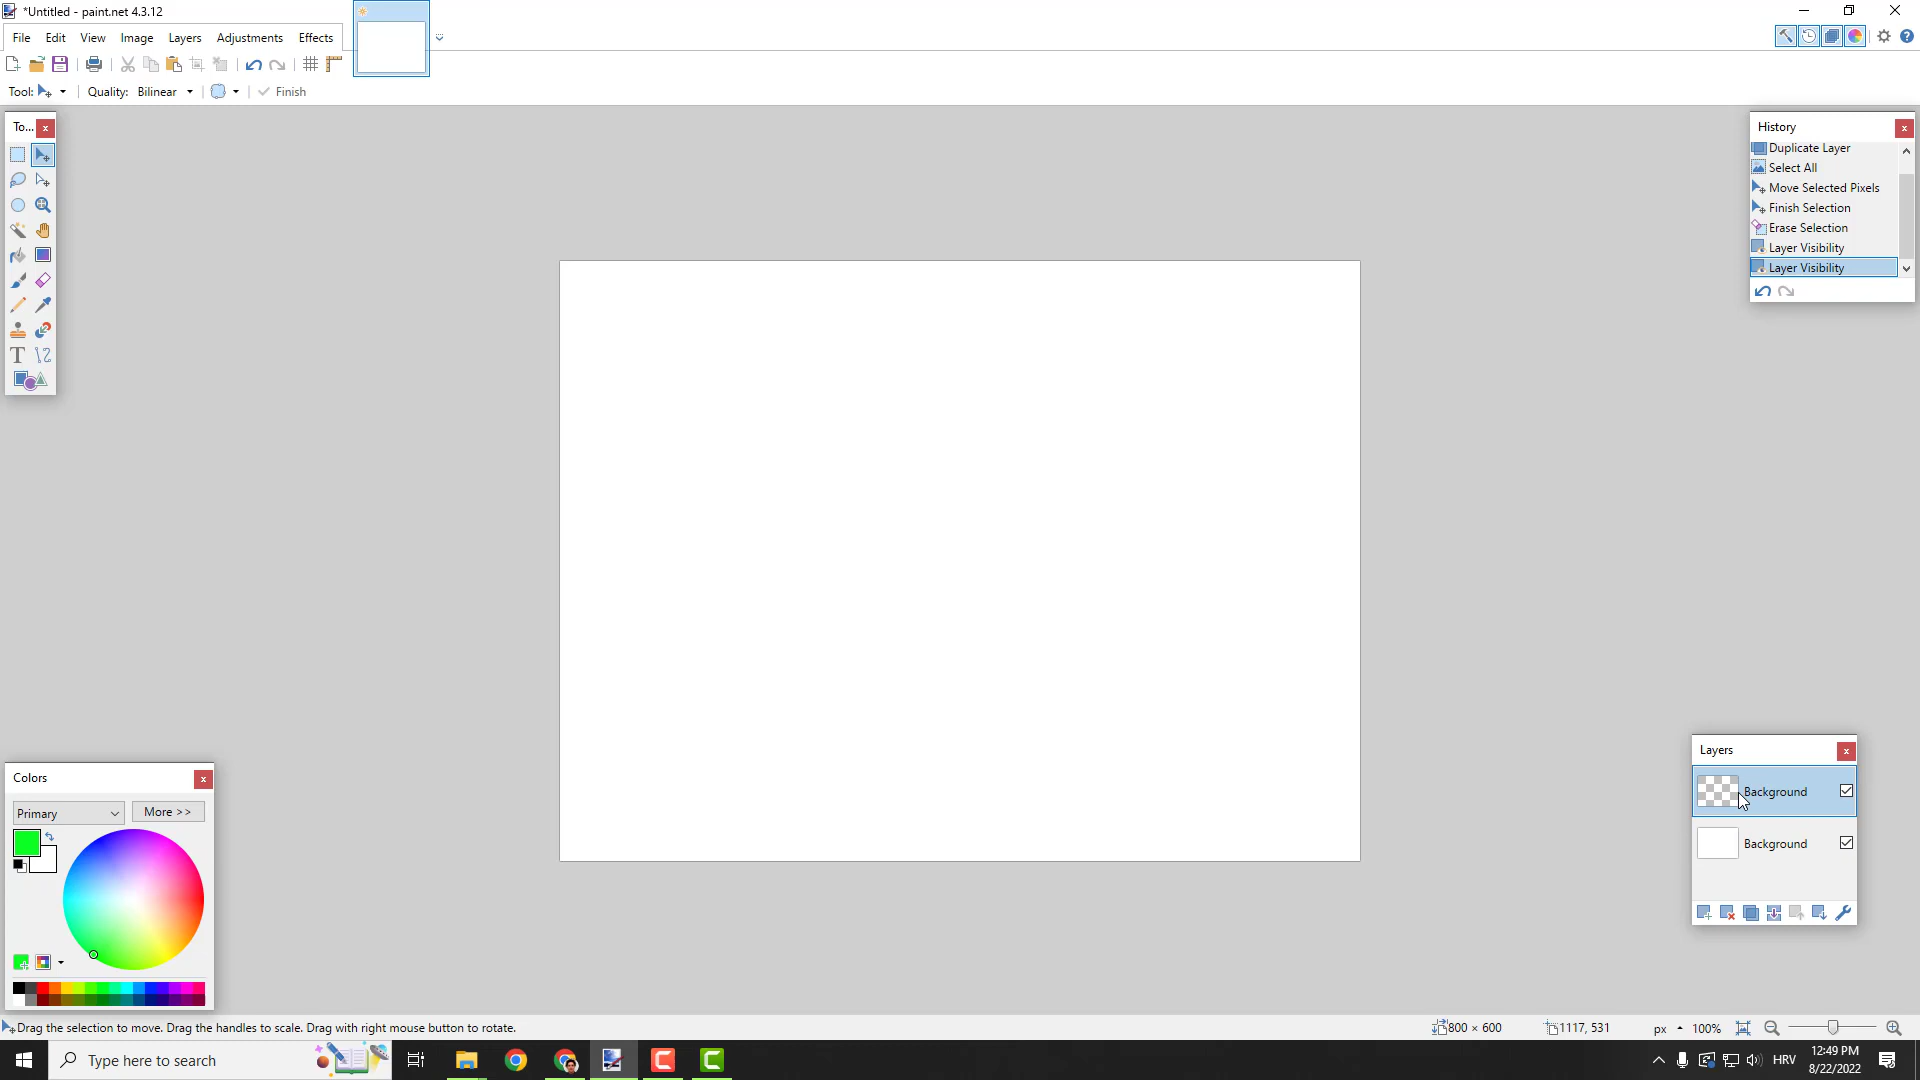 *Untitled - paint.net 4.3.12
File Edit View Image Layers Adjustments Effects
Tool: Quality: Bilinear Finish
To...
History
Duplicate Layer
Select All
Move Selected Pixels
Finish Selection
Erase Selection
Layer Visibility
Layer Visibility
Layers
Background
Background
Colors
Primary More >>
Drag the selection to move. Drag the handles to scale. Drag with right mouse button to rotate.
800 × 600 1117, 531 px 100%
Type here to search
HRV 12:49 PM
8/22/2022